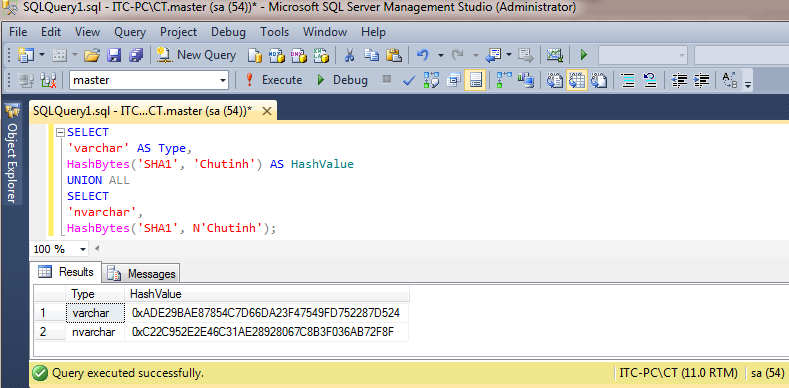 SQLQuery1.sql - ITC-PC\CT.master (sa (54))* - Microsoft SQL Server Management Studio (Administrator)
File Edit View Query Project Debug Tools Window Help
New Query
master Execute Debug
Object Explorer
SQLQuery1.sql - ITC...CT.master (sa (54))*
SELECT
'varchar' AS Type,
HashBytes('SHA1', 'Chutinh') AS HashValue
UNION ALL
SELECT
'nvarchar',
HashBytes('SHA1', N'Chutinh');
100 %
Results Messages
Type HashValue
1 varchar 0xADE29BAE87854C7D66DA23F47549FD752287D524
2 nvarchar 0xC22C952E2E46C31AE28928067C8B3F036AB72F8F
Query executed successfully. ITC-PC\CT (11.0 RTM) sa (54)